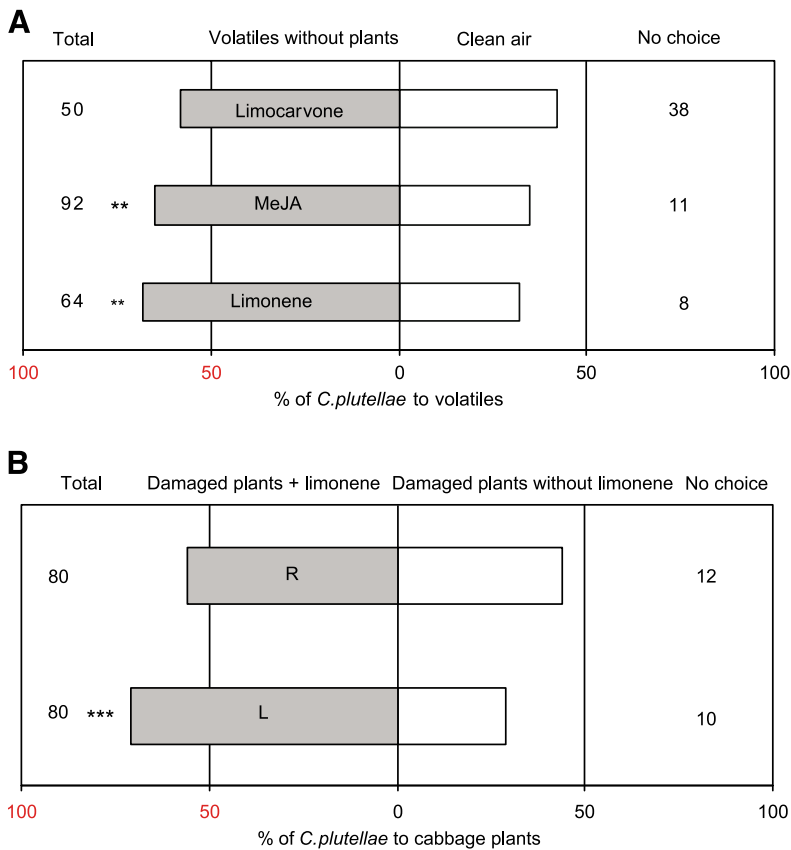 A
Total Volatiles without plants Clean air No choice
50 Limocarvone 38
92 ** MeJA 11
64 ** Limonene 8
100 50 0 50 100
% of C.plutellae to volatiles
B
Total Damaged plants + limonene Damaged plants without limonene No choice
80 R 12
80 *** L 10
100 50 0 50 100
% of C.plutellae to cabbage plants